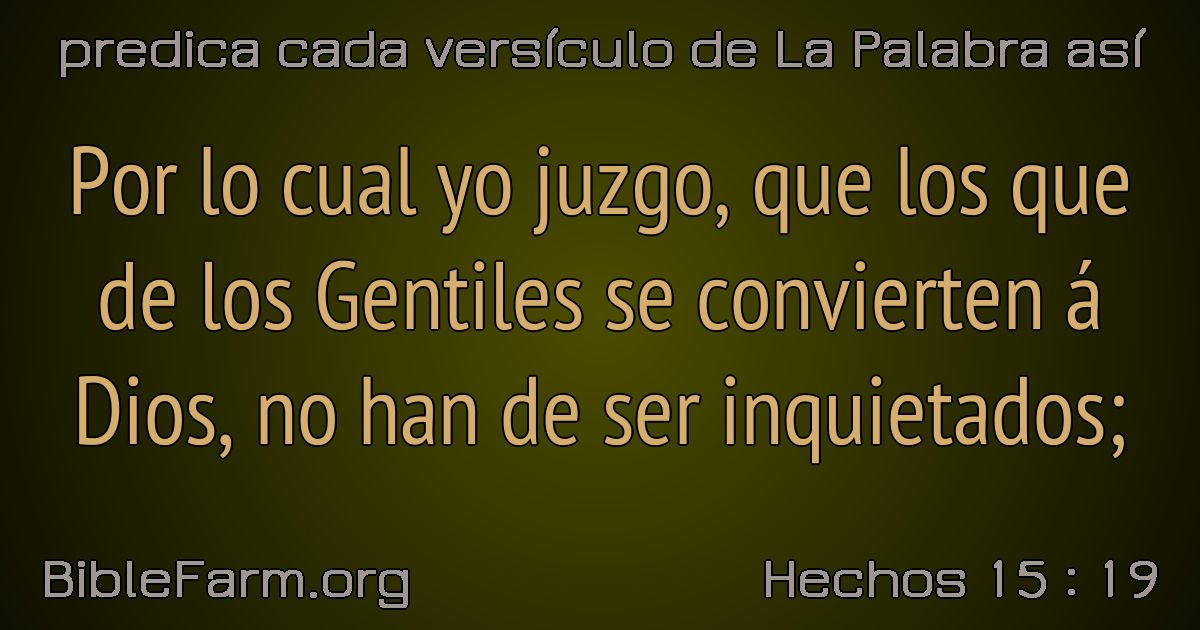 predica cada versículo de La Palabra así
Por lo cual yo juzgo, que los que
de los Gentiles se convierten á
Dios, no han de ser inquietados;
BibleFarm.org
Hechos 15 : 19